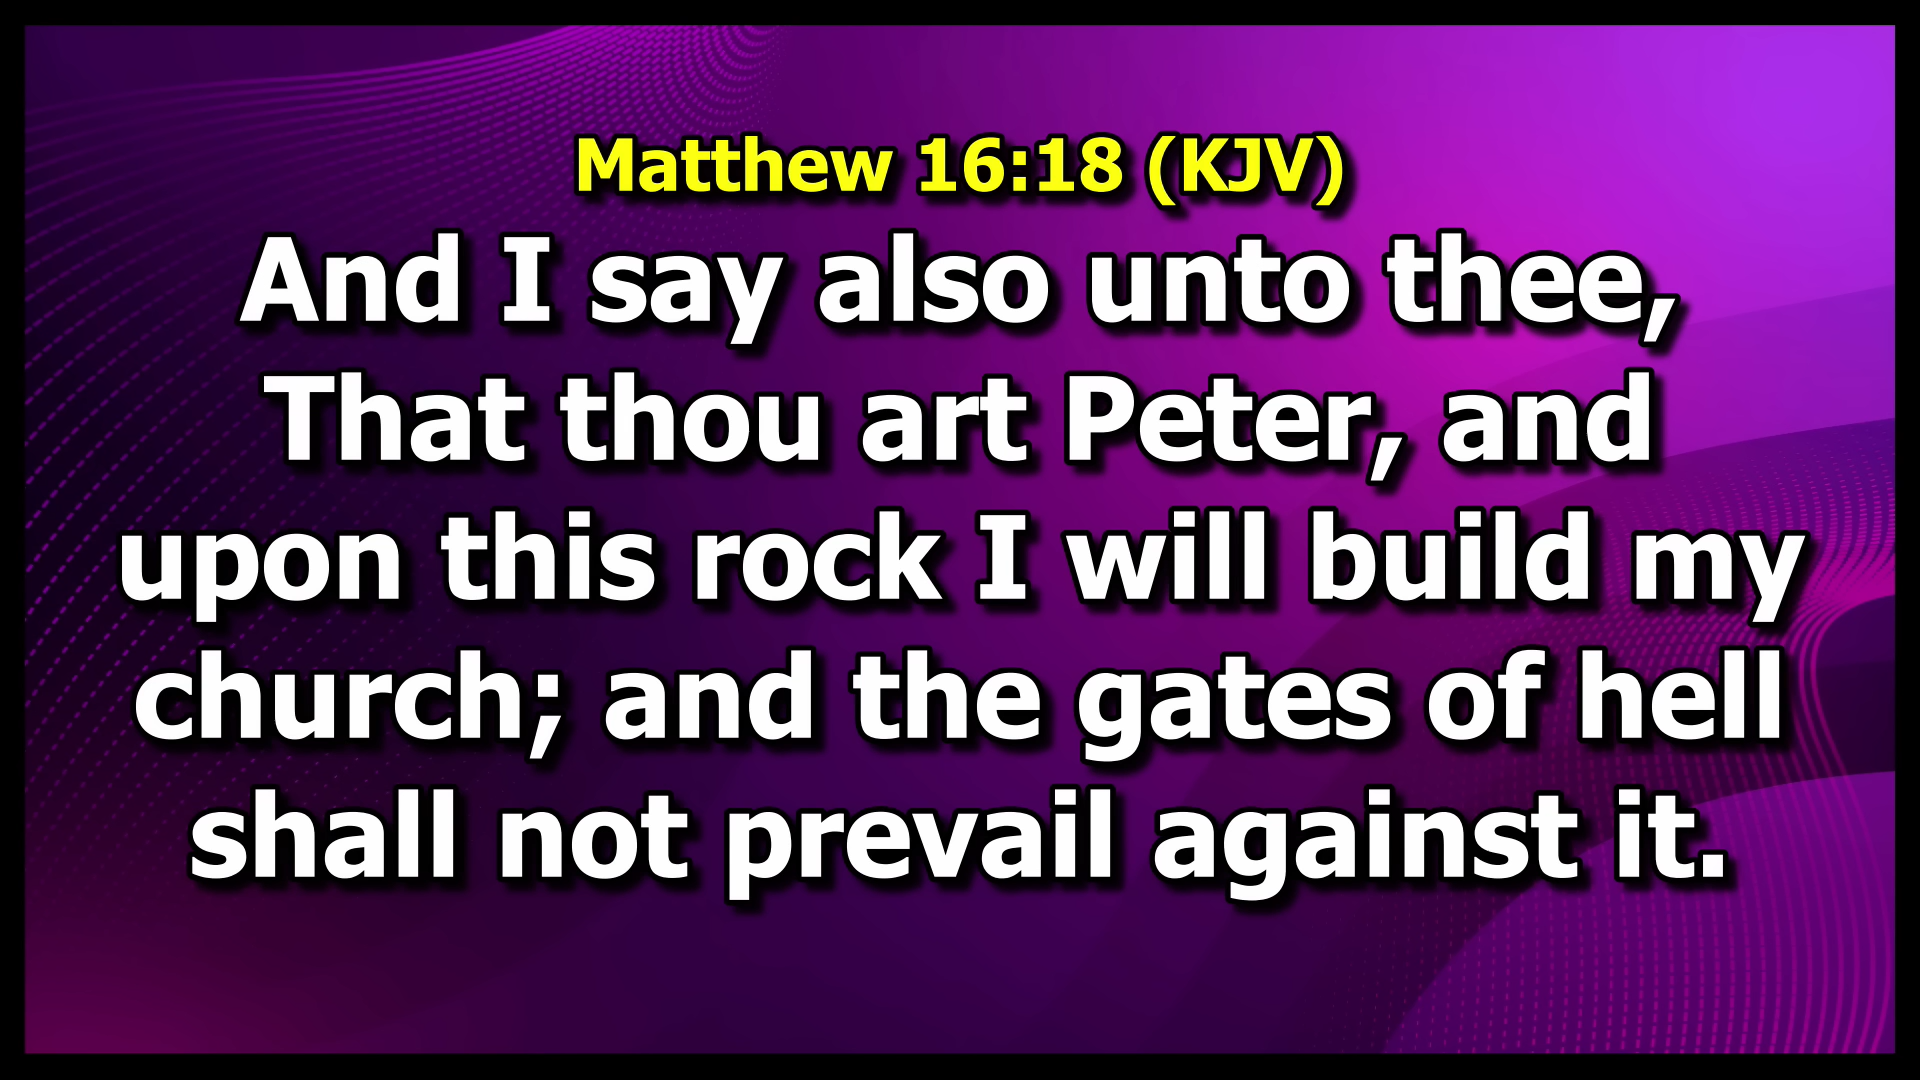 Matthew 16:18 (KJV)
And I say also unto thee,
That thou art Peter, and
upon this rock I will build my
church; and the gates of hell
shall not prevail against it.